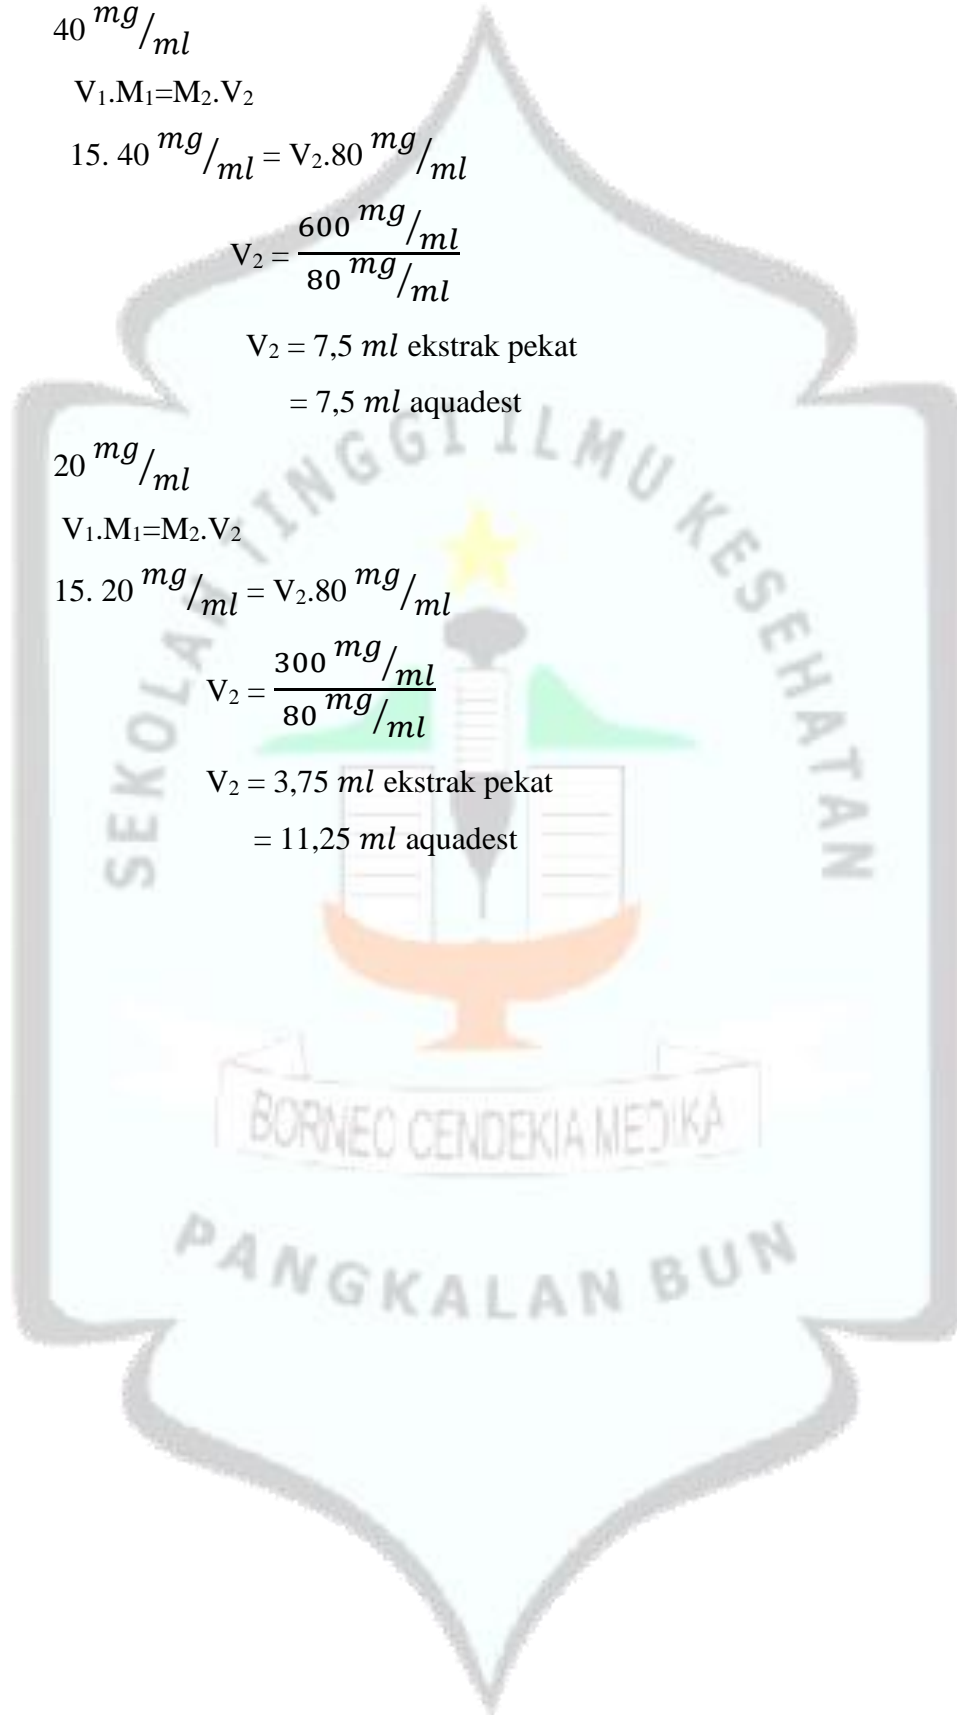 40 mg/ml
V₁.M₁=M₂.V₂
15. 40 mg/ml = V₂.80 mg/ml
V₂ = 600 mg/ml / 80 mg/ml
V₂ = 7,5 ml ekstrak pekat
= 7,5 ml aquadest
20 mg/ml
V₁.M₁=M₂.V₂
15. 20 mg/ml = V₂.80 mg/ml
V₂ = 300 mg/ml / 80 mg/ml
V₂ = 3,75 ml ekstrak pekat
= 11,25 ml aquadest
SEKOLAH TINGGI ILMU KESEHATAN
BORNEO CENDEKIA MEDIKA
PANGKALAN BUN